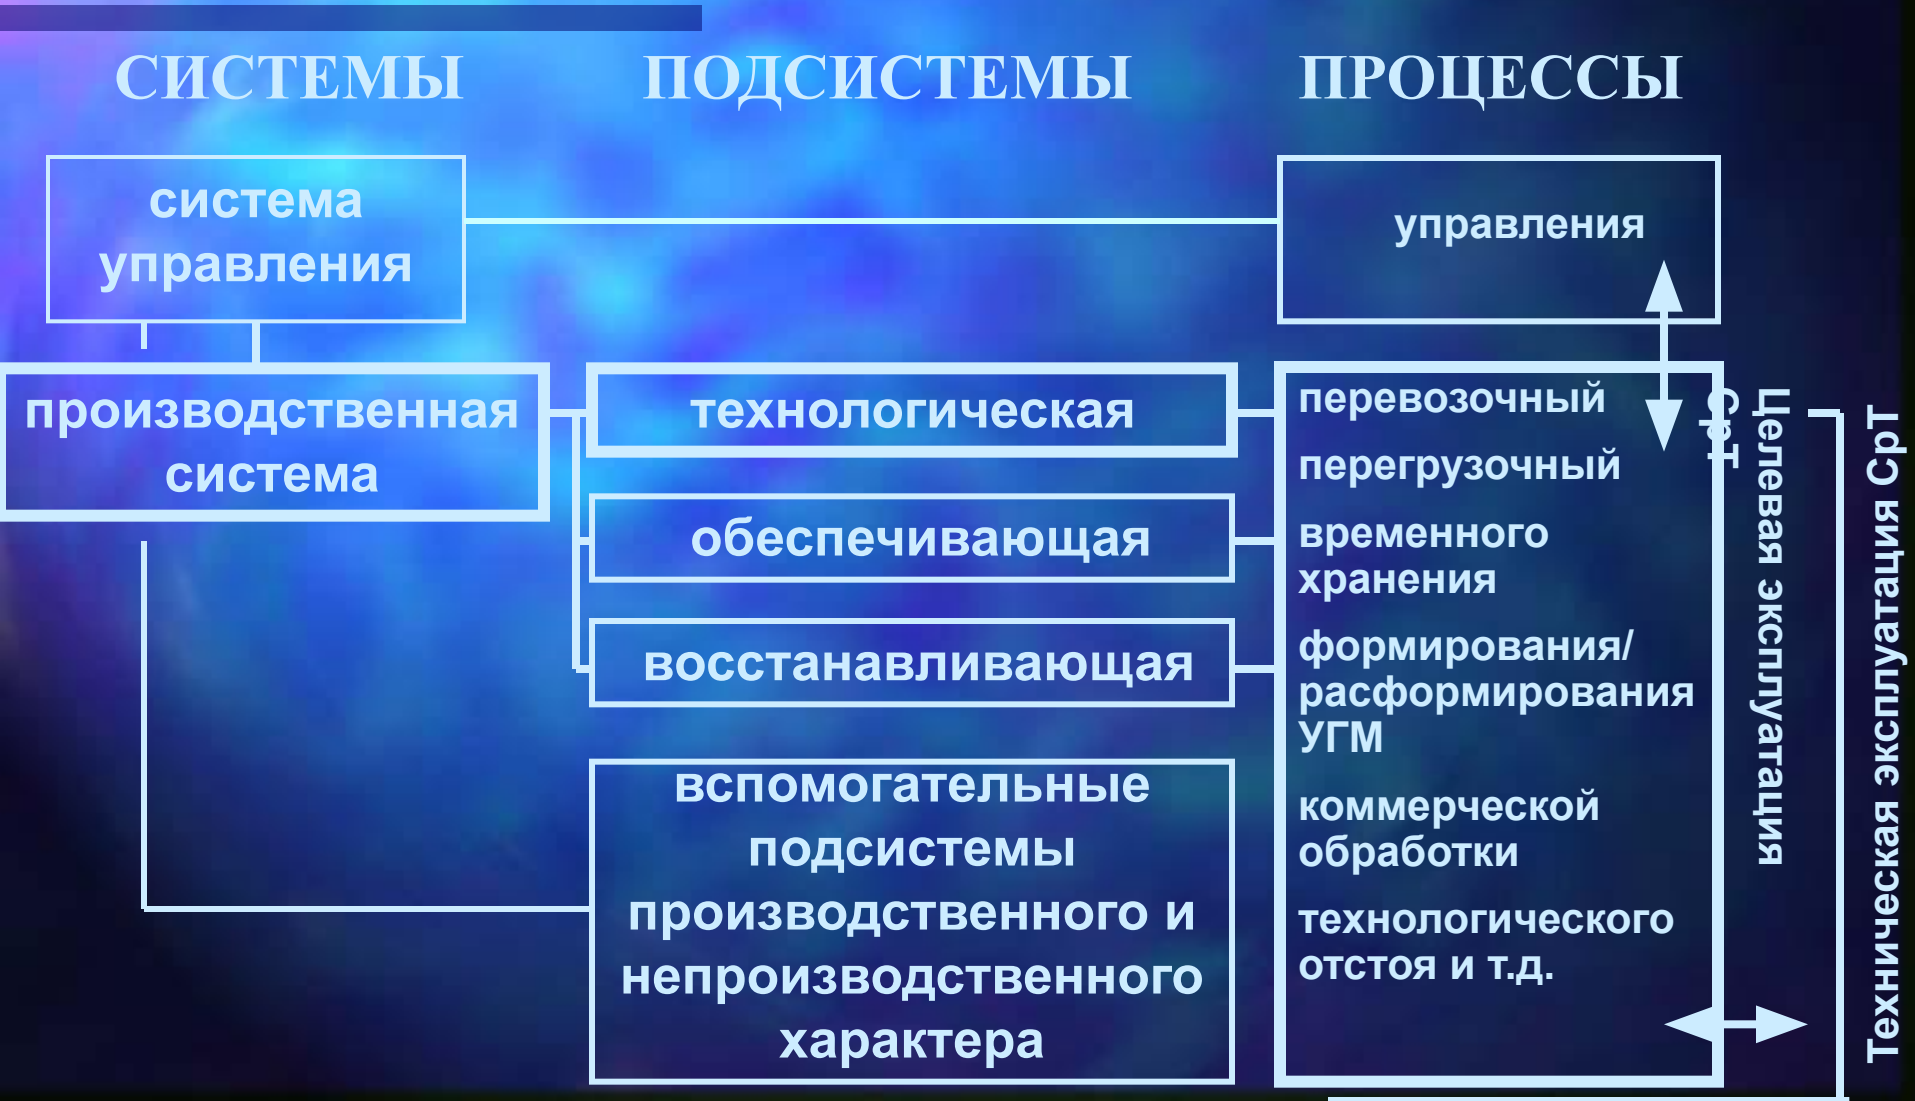 СИСТЕМЫ
ПОДСИСТЕМЫ
ПРОЦЕССЫ
система
управления
управления
производственная
система
технологическая
обеспечивающая
восстанавливающая
вспомогательные
подсистемы
производственного и
непроизводственного
характера
перевозочный
перегрузочный
временного
хранения
формирования/
расформирования
УГМ
коммерческой
обработки
технологического
отстоя и т.д.
Целевая эксплуатация
СрТ
Техническая эксплуатация СрТ